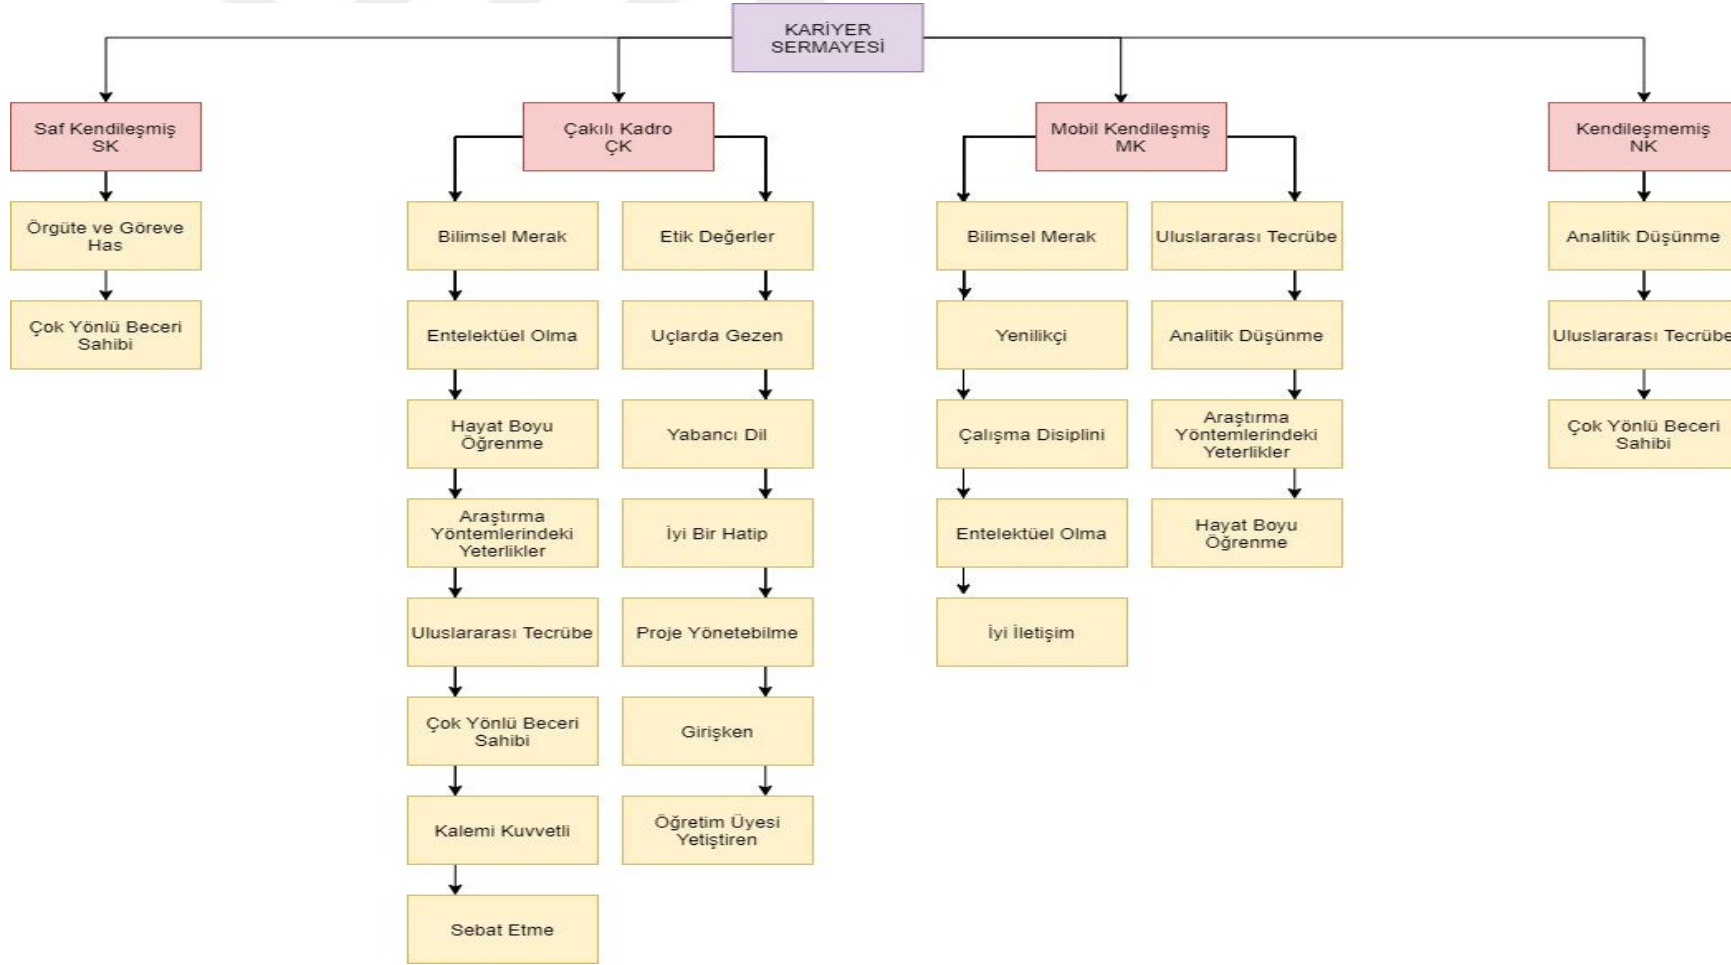 KARİYER
SERMAYESİ
Saf Kendileşmiş
SK
Örgüte ve Göreve
Has
Çok Yönlü Beceri
Sahibi
Çakılı Kadro
ÇK
Bilimsel Merak
Entelektüel Olma
Hayat Boyu
Öğrenme
Araştırma
Yöntemlerindeki
Yeterlikler
Uluslararası Tecrübe
Çok Yönlü Beceri
Sahibi
Kalemi Kuvvetli
Sebat Etme
Etik Değerler
Uçlarda Gezen
Yabancı Dil
İyi Bir Hatip
Proje Yönetebilme
Girişken
Öğretim Üyesi
Yetiştiren
Mobil Kendileşmiş
MK
Bilimsel Merak
Yenilikçi
Çalışma Disiplini
Entelektüel Olma
İyi İletişim
Uluslararası Tecrübe
Analitik Düşünme
Araştırma
Yöntemlerindeki
Yeterlikler
Hayat Boyu
Öğrenme
Kendileşmemiş
NK
Analitik Düşünme
Uluslararası Tecrübe
Çok Yönlü Beceri
Sahibi